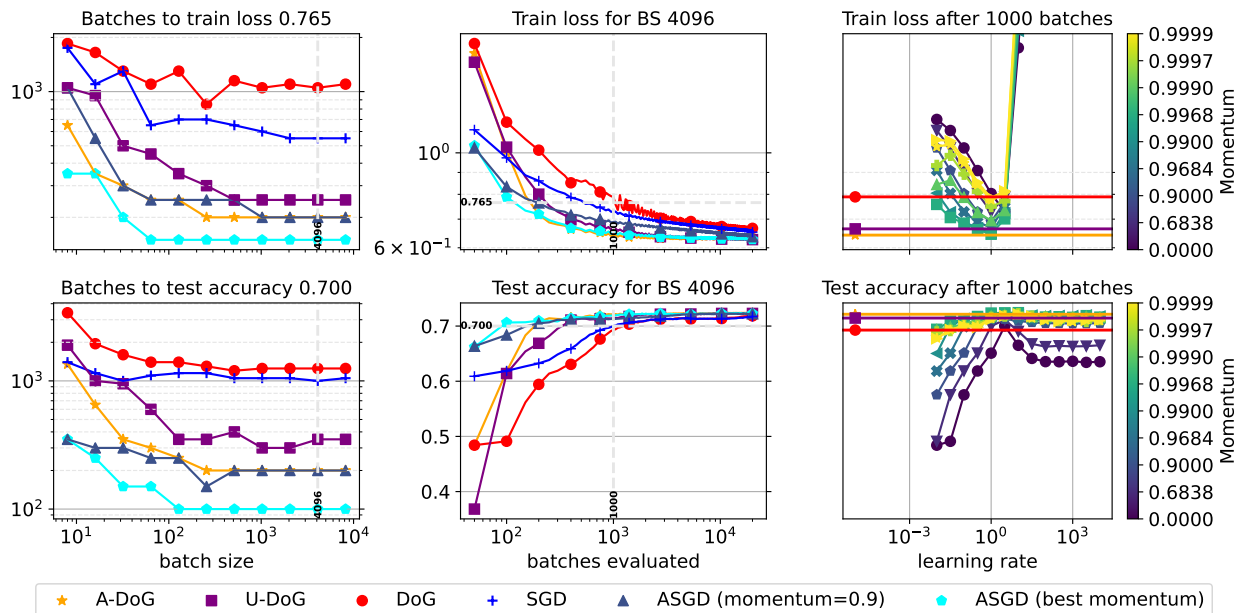 Batches to train loss 0.765
Train loss for BS 4096
Train loss after 1000 batches
10³
4096
10⁰
6 × 10⁻¹
0.765
1000
0.9999
0.9997
0.9990
0.9968
0.9900
0.9684
0.9000
0.6838
0.0000
Momentum
Batches to test accuracy 0.700
Test accuracy for BS 4096
Test accuracy after 1000 batches
10³
10²
4096
0.7
0.6
0.5
0.4
0.700
1000
0.9999
0.9997
0.9990
0.9968
0.9900
0.9684
0.9000
0.6838
0.0000
Momentum
10¹ 10² 10³ 10⁴
batch size
10² 10³ 10⁴
batches evaluated
10⁻³ 10⁰ 10³
learning rate
A-DoG U-DoG DoG SGD ASGD (momentum=0.9) ASGD (best momentum)